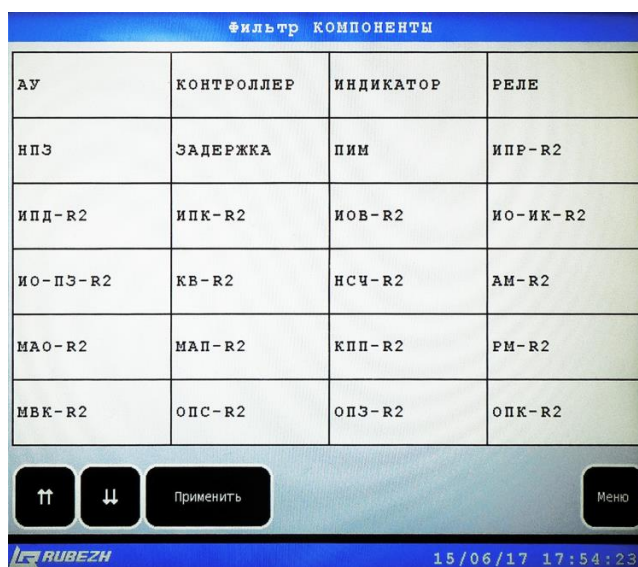 Фильтр КОМПОНЕНТЫ
АУ КОНТРОЛЛЕР ИНДИКАТОР РЕЛЕ
НПЗ ЗАДЕРЖКА ПИМ ИПР-R2
ИПД-R2 ИПК-R2 ИОВ-R2 ИО-ИК-R2
ИО-ПЗ-R2 КВ-R2 НСЧ-R2 АМ-R2
МАО-R2 МАП-R2 КПП-R2 РМ-R2
МВК-R2 ОПС-R2 ОПЗ-R2 ОПК-R2
Применить Меню
RUBEZH 15/06/17 17:54:23